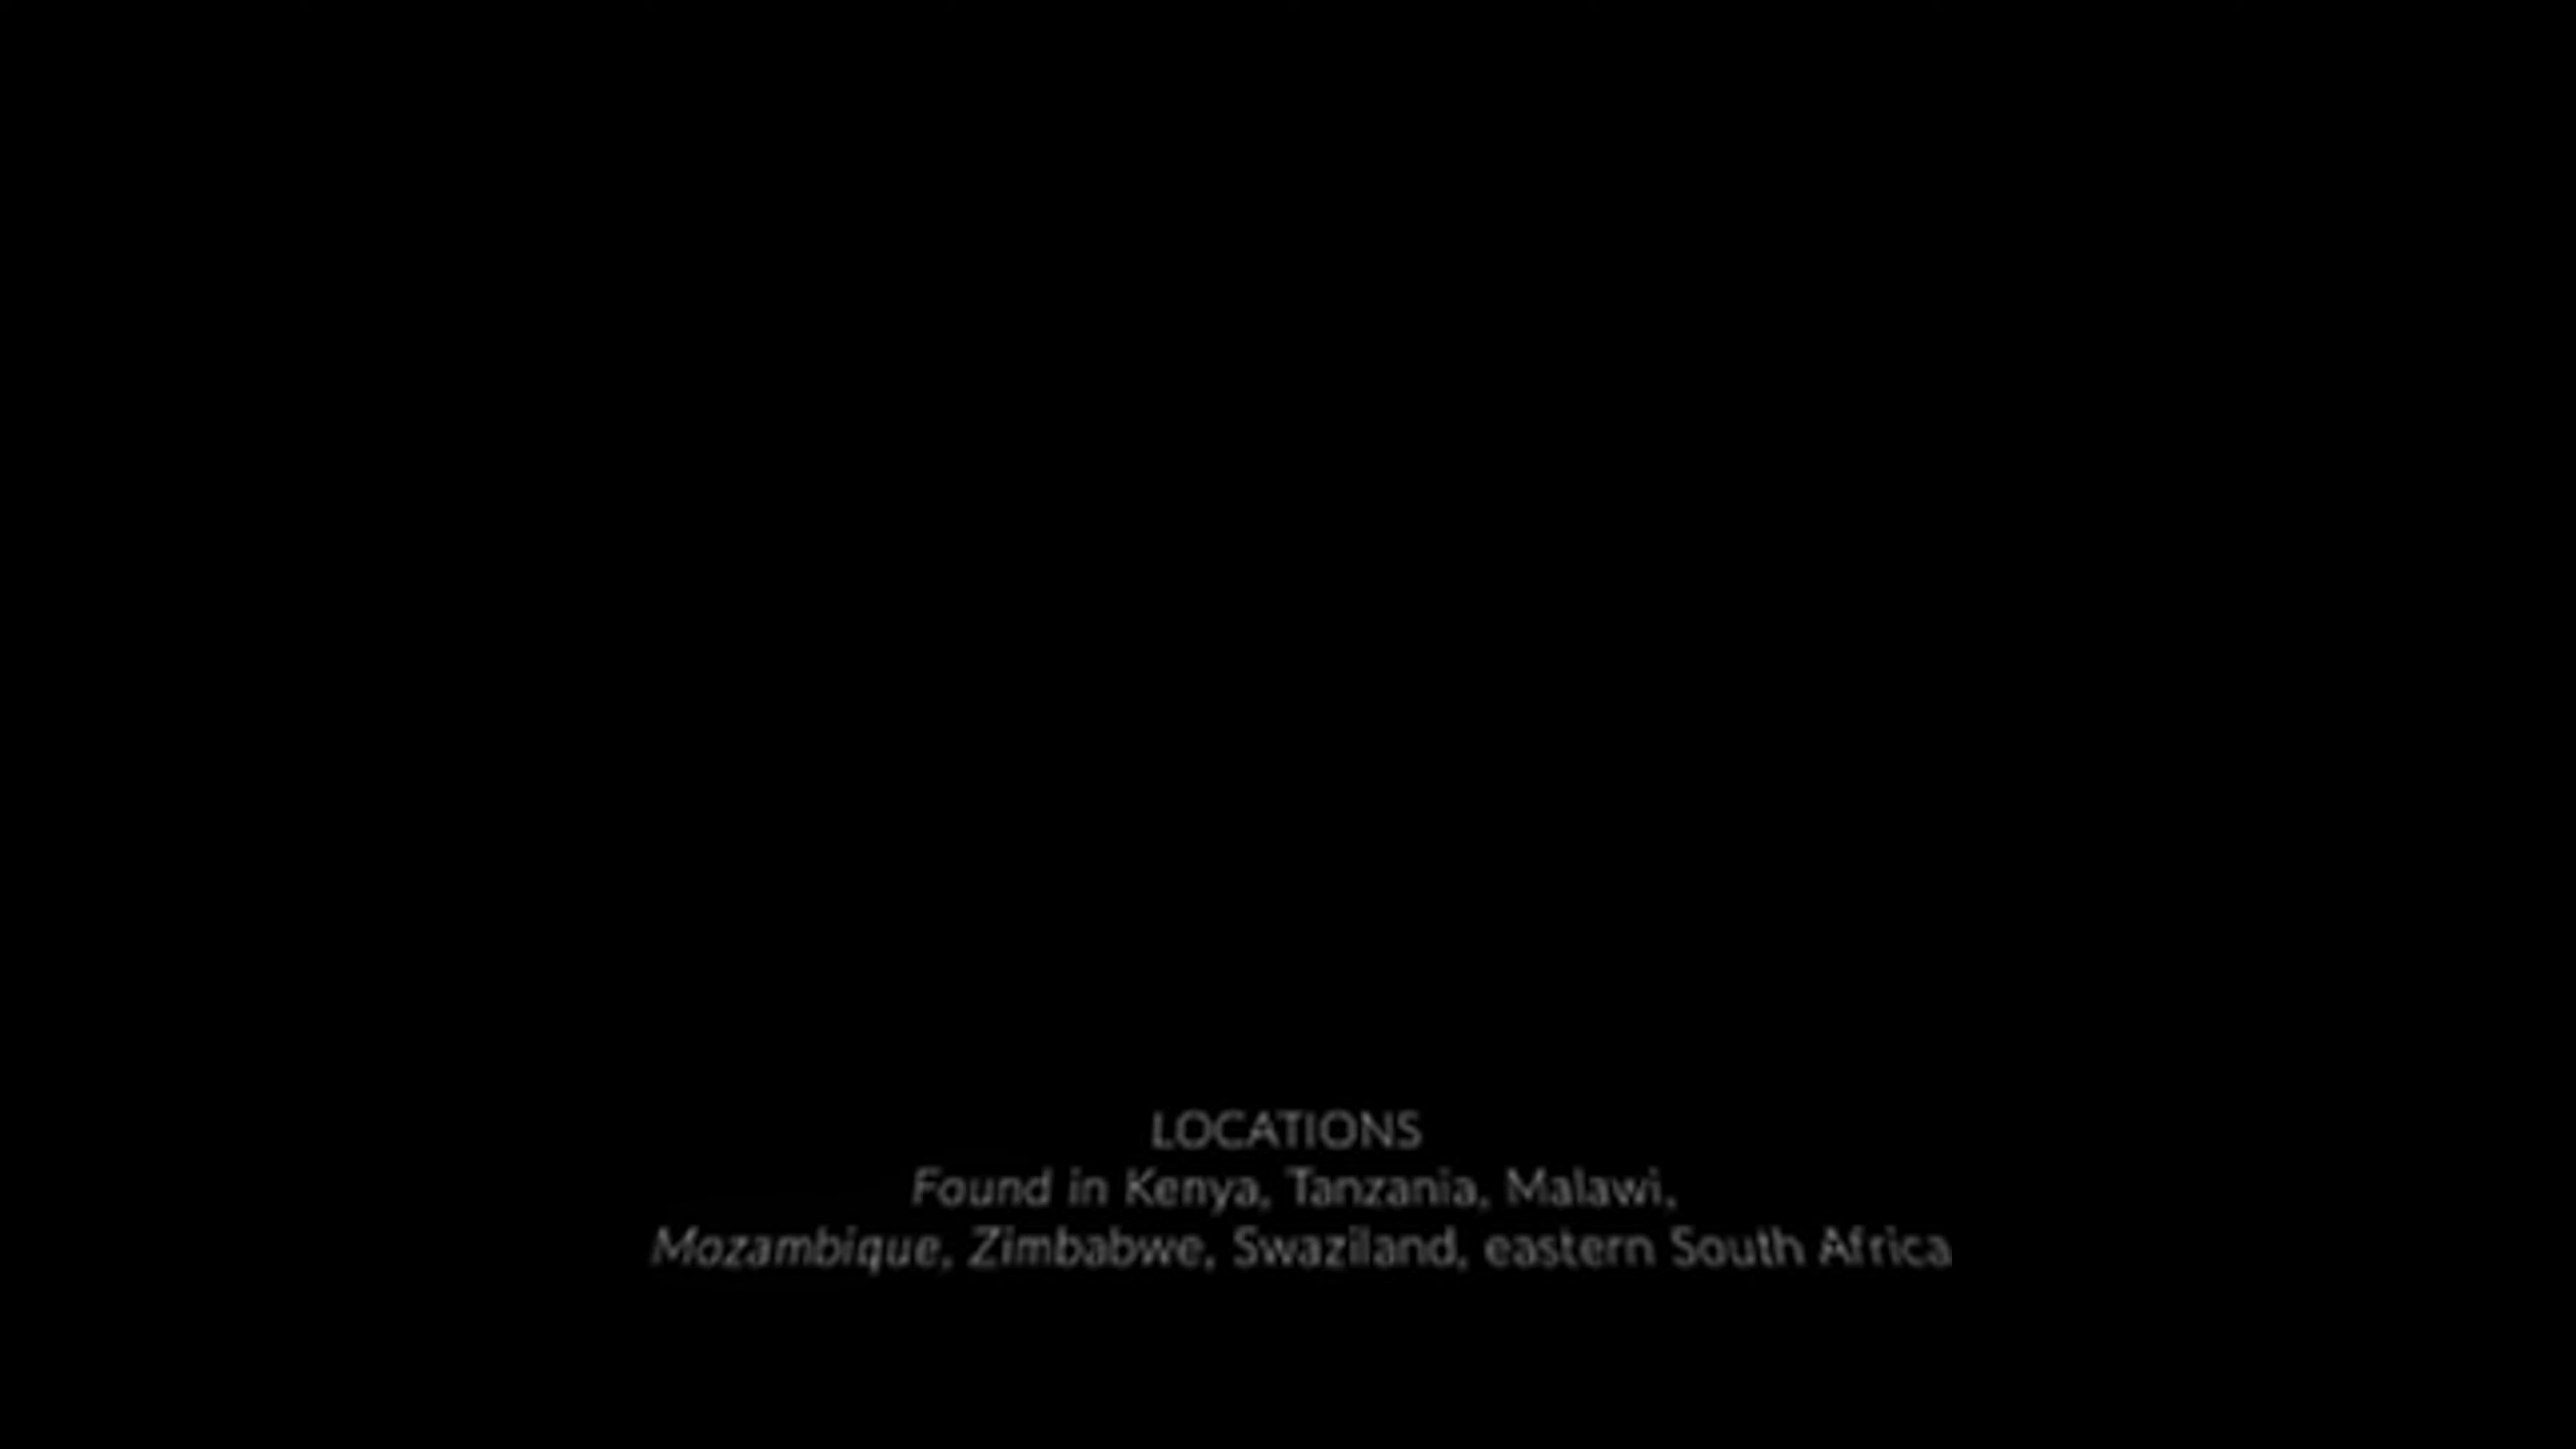 LOCATIONS
Found in Kenya, Tanzania, Malawi,
Mozambique, Zimbabwe, Swaziland, eastern South Africa